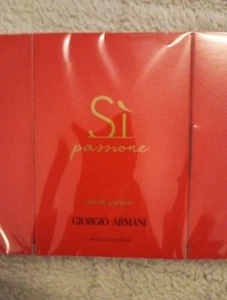 Sì
passione
eau de parfum
GIORGIO ARMANI